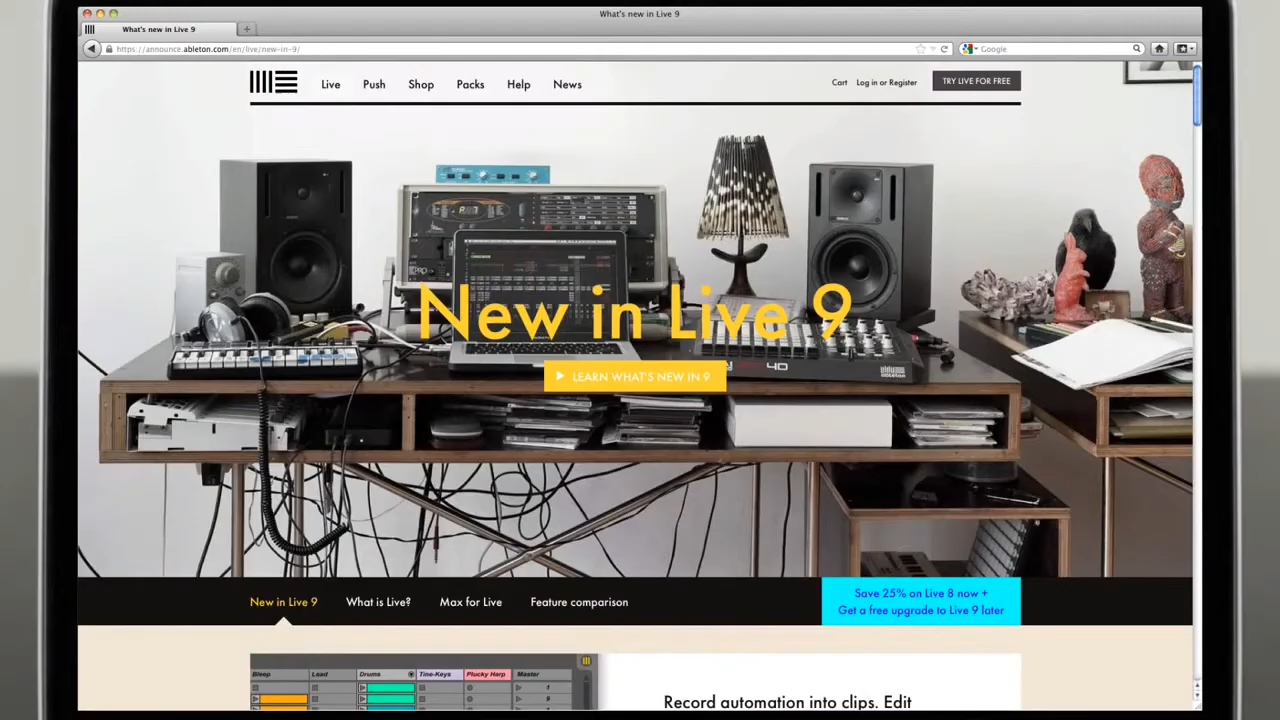 What's new in Live 9
What's new in Live 9
https://announce.ableton.com/en/live/new-in-9/
Google
Live Push Shop Packs Help News
Cart Log in or Register TRY LIVE FOR FREE
New in Live 9
LEARN WHAT'S NEW IN 9
40
New in Live 9 What is Live? Max for Live Feature comparison
Save 25% on Live 8 now +
Get a free upgrade to Live 9 later
Bleep Lead Drums Tine-Keys Plucky Harp Master
1
Record automation into clips. Edit